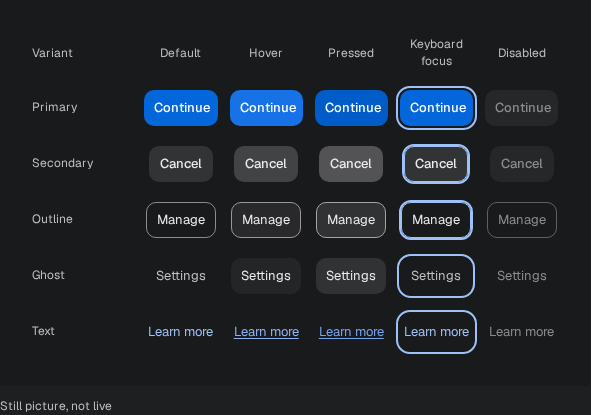 Variant Default Hover Pressed Keyboard focus Disabled
Primary Continue Continue Continue Continue Continue
Secondary Cancel Cancel Cancel Cancel Cancel
Outline Manage Manage Manage Manage Manage
Ghost Settings Settings Settings Settings Settings
Text Learn more Learn more Learn more Learn more Learn more
Still picture, not live